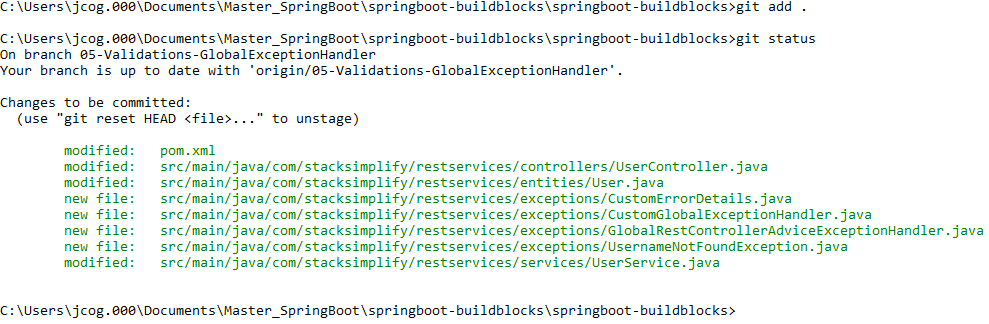 C:\Users\jcog.000\Documents\Master_SpringBoot\springboot-buildblocks\springboot-buildblocks>git add .
C:\Users\jcog.000\Documents\Master_SpringBoot\springboot-buildblocks\springboot-buildblocks>git status
On branch 05-Validations-GlobalExceptionHandler
Your branch is up to date with 'origin/05-Validations-GlobalExceptionHandler'.
Changes to be committed:
  (use "git reset HEAD <file>..." to unstage)
        modified:   pom.xml
        modified:   src/main/java/com/stacksimplify/restservices/controllers/UserController.java
        modified:   src/main/java/com/stacksimplify/restservices/entities/User.java
        new file:   src/main/java/com/stacksimplify/restservices/exceptions/CustomErrorDetails.java
        new file:   src/main/java/com/stacksimplify/restservices/exceptions/CustomGlobalExceptionHandler.java
        new file:   src/main/java/com/stacksimplify/restservices/exceptions/GlobalRestControllerAdviceExceptionHandler.java
        new file:   src/main/java/com/stacksimplify/restservices/exceptions/UsernameNotFoundException.java
        modified:   src/main/java/com/stacksimplify/restservices/services/UserService.java
C:\Users\jcog.000\Documents\Master_SpringBoot\springboot-buildblocks\springboot-buildblocks>